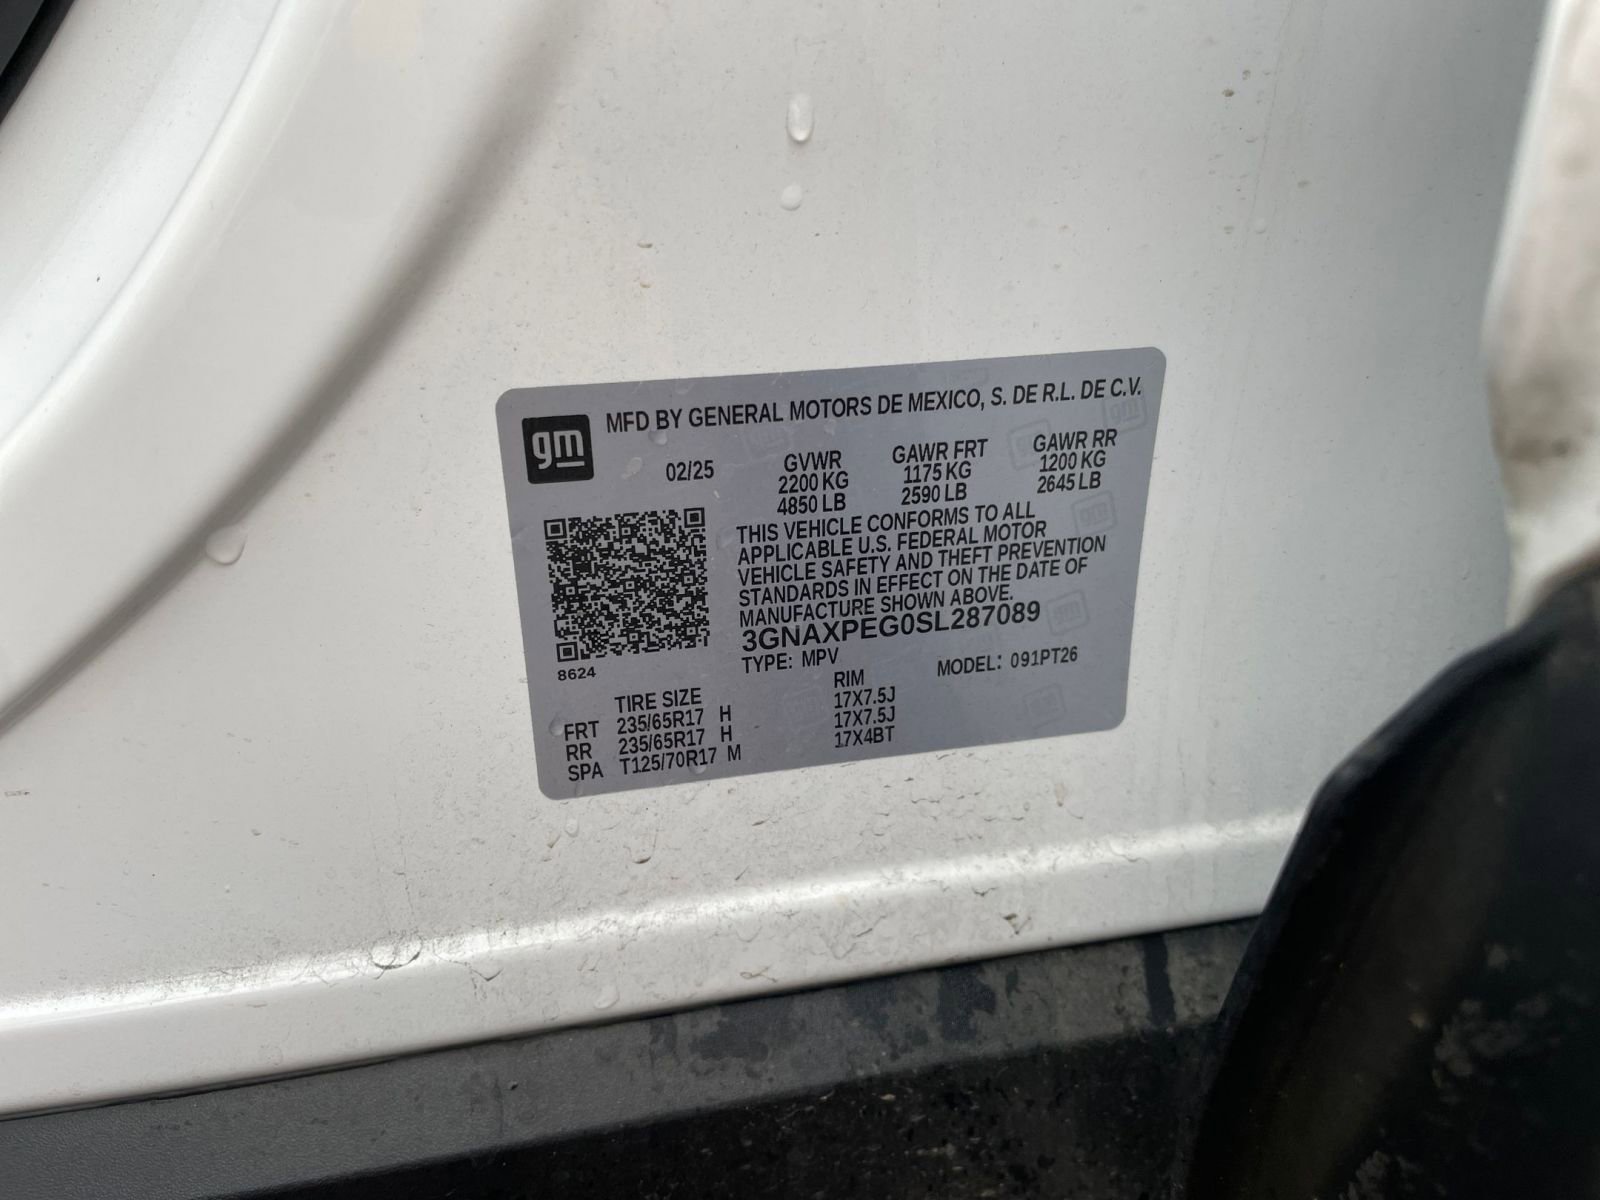 gm MFD BY GENERAL MOTORS DE MEXICO, S. DE R.L. DE C.V.
02/25 GVWR GAWR FRT GAWR RR
2200 KG 1175 KG 1200 KG
4850 LB 2590 LB 2645 LB
THIS VEHICLE CONFORMS TO ALL
APPLICABLE U.S. FEDERAL MOTOR
VEHICLE SAFETY AND THEFT PREVENTION
STANDARDS IN EFFECT ON THE DATE OF
MANUFACTURE SHOWN ABOVE.
3GNAXPEG0SL287089
8624 TYPE: MPV MODEL: 091PT26
TIRE SIZE RIM
FRT 235/65R17 H 17X7.5J
RR 235/65R17 H 17X7.5J
SPA T125/70R17 M 17X4BT